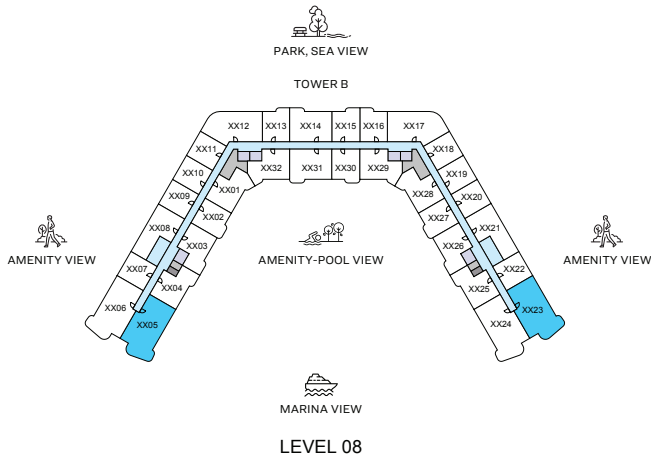 PARK, SEA VIEW
TOWER B
XX12
XX13
XX14
XX15
XX16
XX17
XX11
XX18
XX10
XX32
XX31
XX30
XX29
XX19
XX01
XX28
XX09
XX20
XX02
XX27
XX08
XX21
XX03
XX26
AMENITY VIEW
AMENITY-POOL VIEW
AMENITY VIEW
XX07
XX22
XX04
XX25
XX06
XX23
XX05
XX24
MARINA VIEW
LEVEL 08